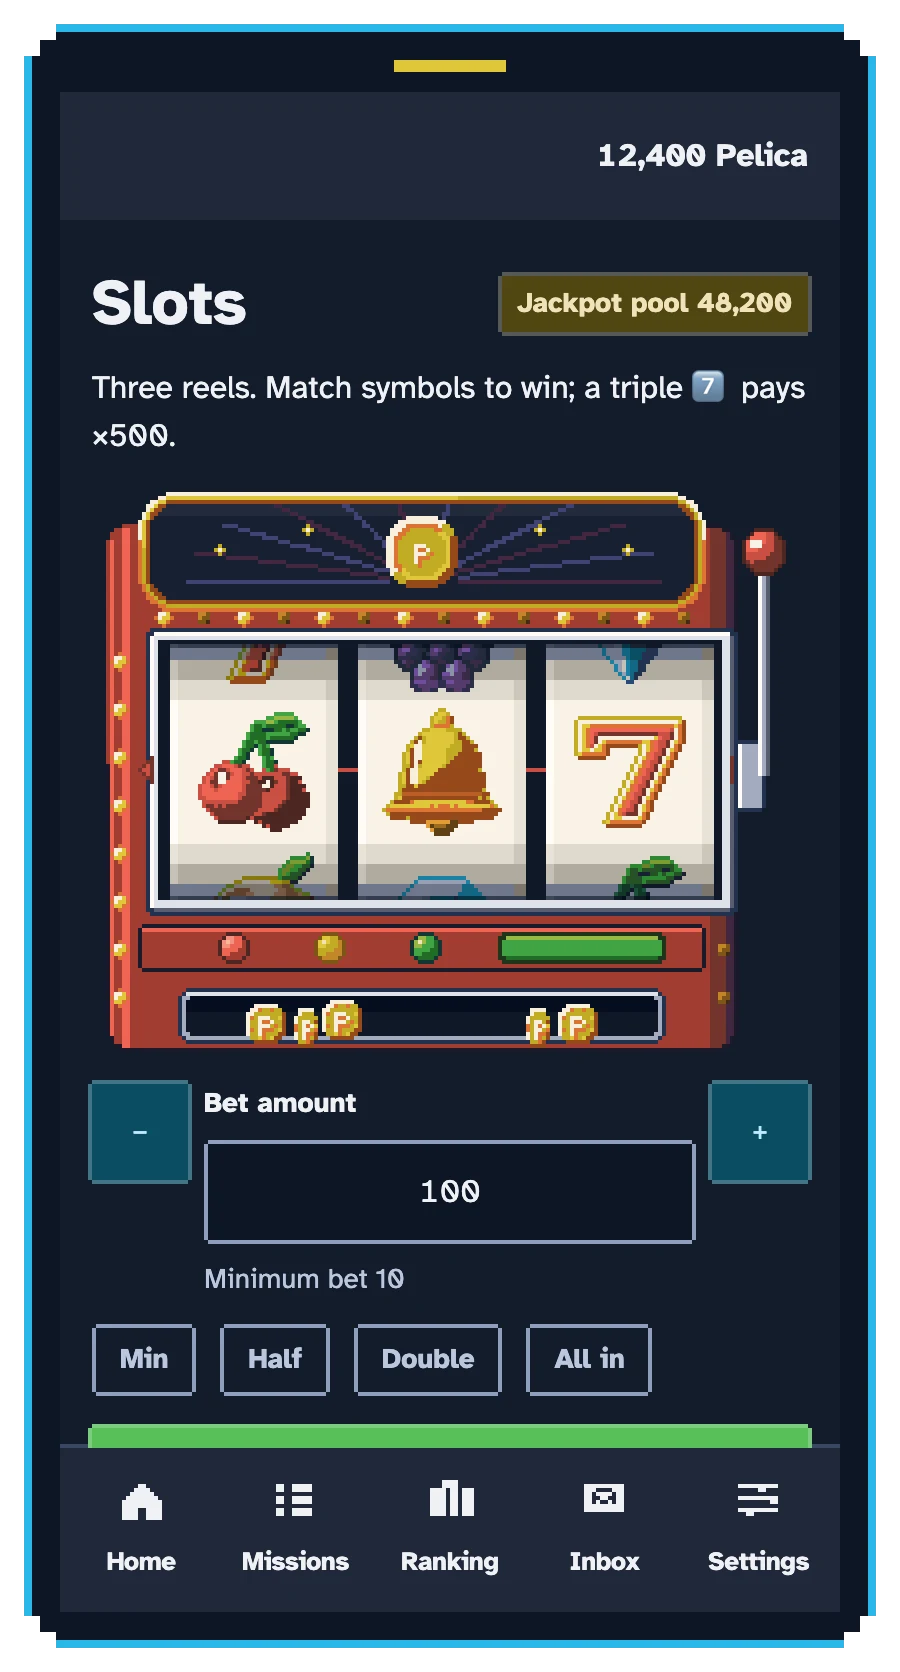 12,400 Pelica
Slots
Jackpot pool 48,200
Three reels. Match symbols to win; a triple 7️⃣ pays
×500.
P
7
P P P P P
−
Bet amount
+
100
Minimum bet 10
Min
Half
Double
All in
Home
Missions
Ranking
Inbox
Settings